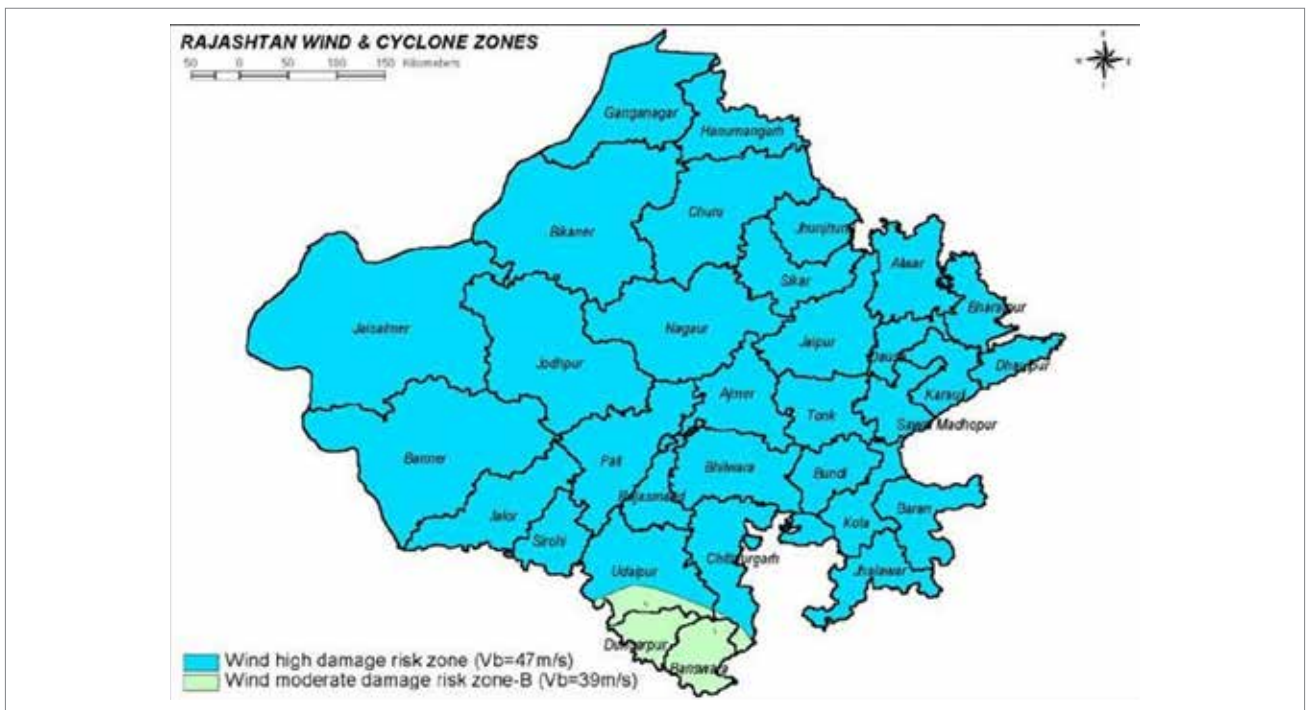 RAJASHTAN WIND & CYCLONE ZONES
50 0 50 100 150 Kilometers
Ganganagar
Hanumangarh
Churu
Jhunjhun
Bikaner
Alwar
Sikar
Bharatpur
Jaisalmer
Nagaur
Jaipur
Jodhpur
Dausa
Dholpur
Ajmer
Karauli
Tonk
Sawai Madhopur
Barmer
Pali
Bhilwara
Bundi
Rajasmand
Jalor
Kota
Baran
Sirohi
Chittaurgarh
Udaipur
Jhalawar
Dungarpur
Banswara
Wind high damage risk zone (Vb=47m/s)
Wind moderate damage risk zone-B (Vb=39m/s)